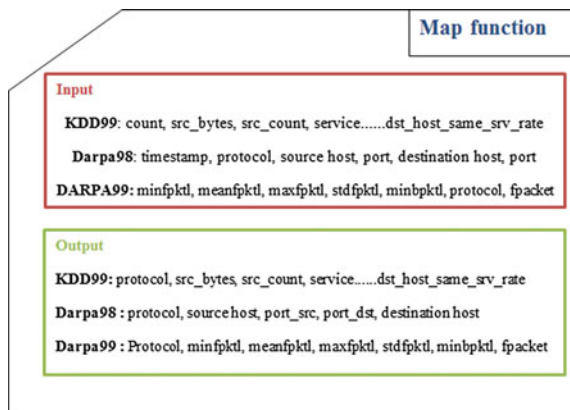 Map function
Input
KDD99: count, src_bytes, src_count, service......dst_host_same_srv_rate
Darpa98: timestamp, protocol, source host, port, destination host, port
DARPA99: minfpktl, meanfpktl, maxfpktl, stdfpktl, minbpktl, protocol, fpacket
Output
KDD99: protocol, src_bytes, src_count, service......dst_host_same_srv_rate
Darpa98 : protocol, source host, port_src, port_dst, destination host
Darpa99 : Protocol, minfpktl, meanfpktl, maxfpktl, stdfpktl, minbpktl, fpacket